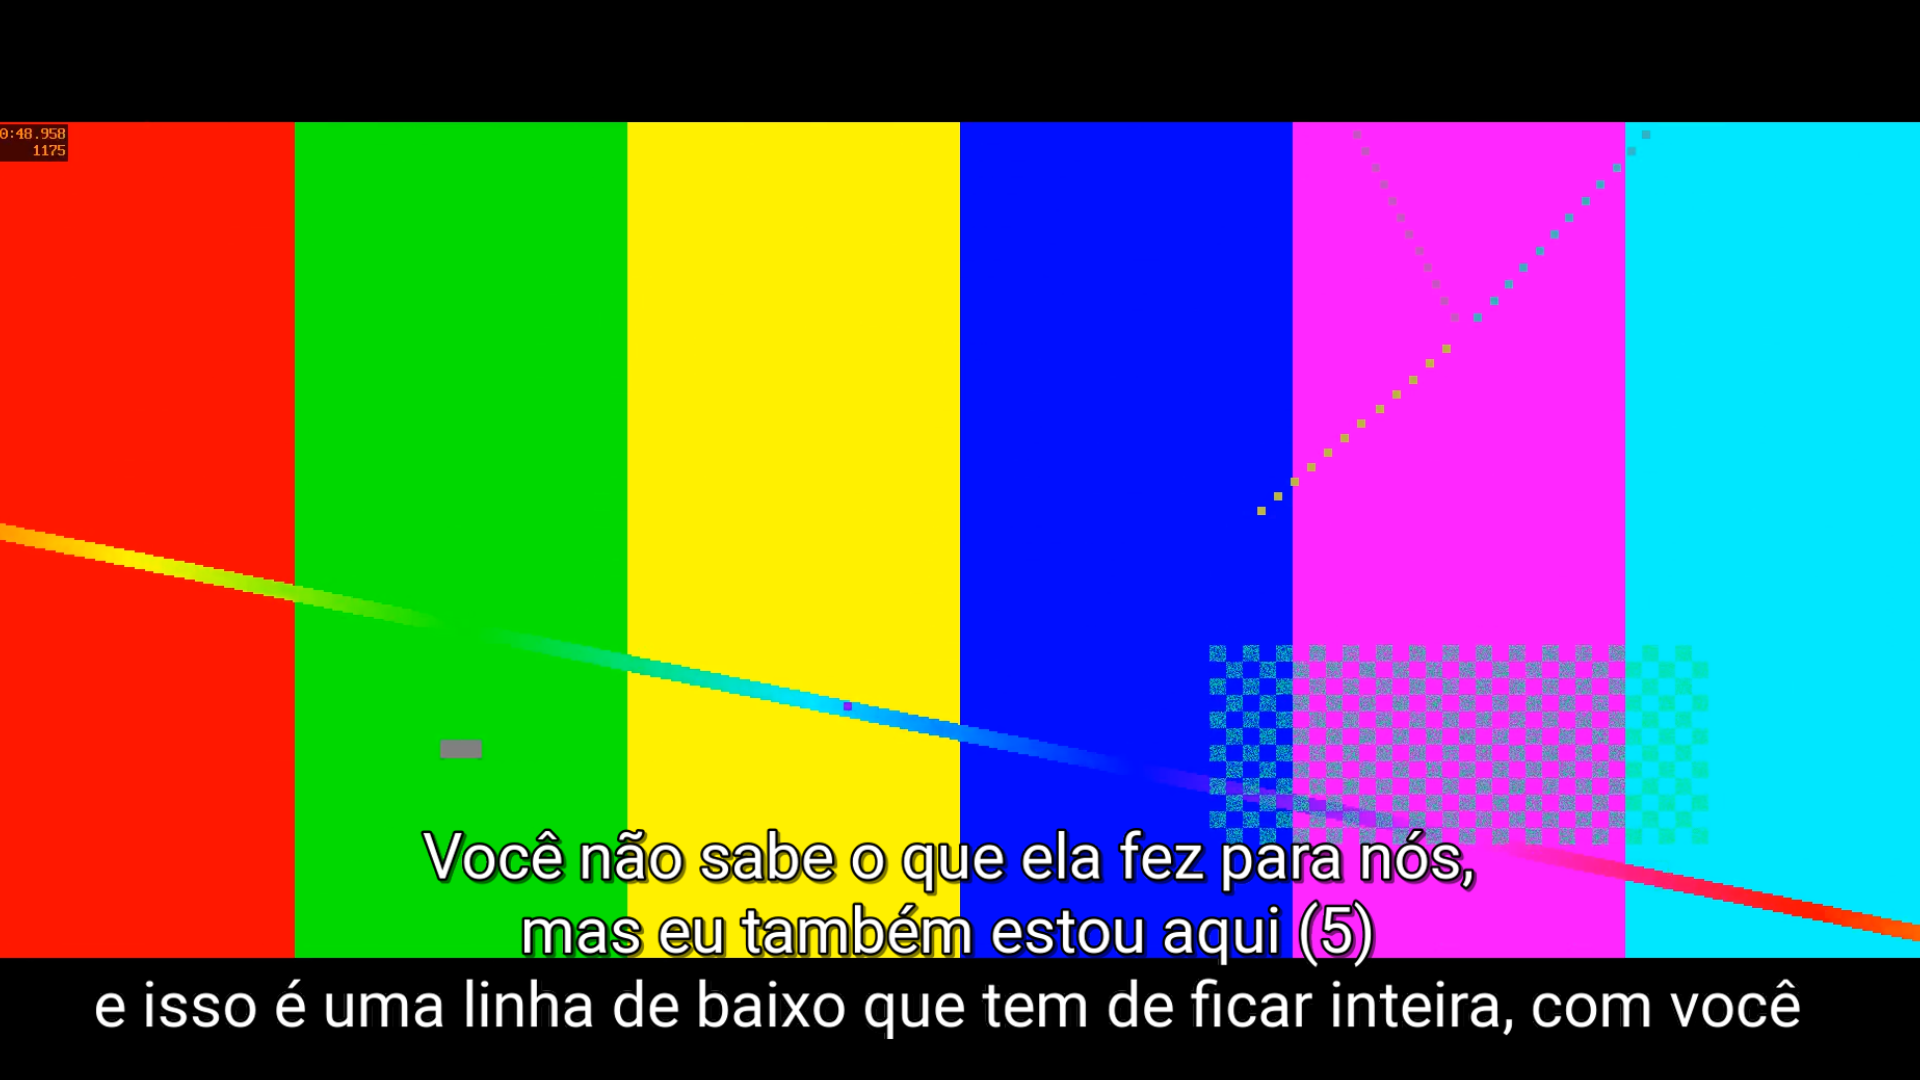 0:48.958
1175
Você não sabe o que ela fez para nós,
mas eu também estou aqui (5)
e isso é uma linha de baixo que tem de ficar inteira, com você